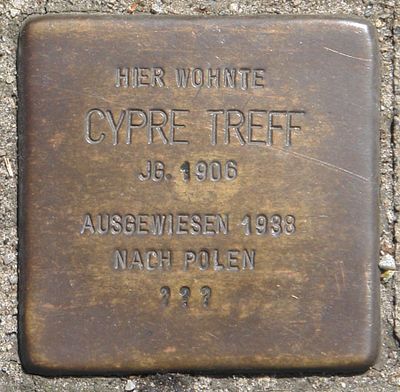 HIER WOHNTE
CYPRE TREFF
JG. 1906
AUSGEWIESEN 1938
NACH POLEN
? ? ?